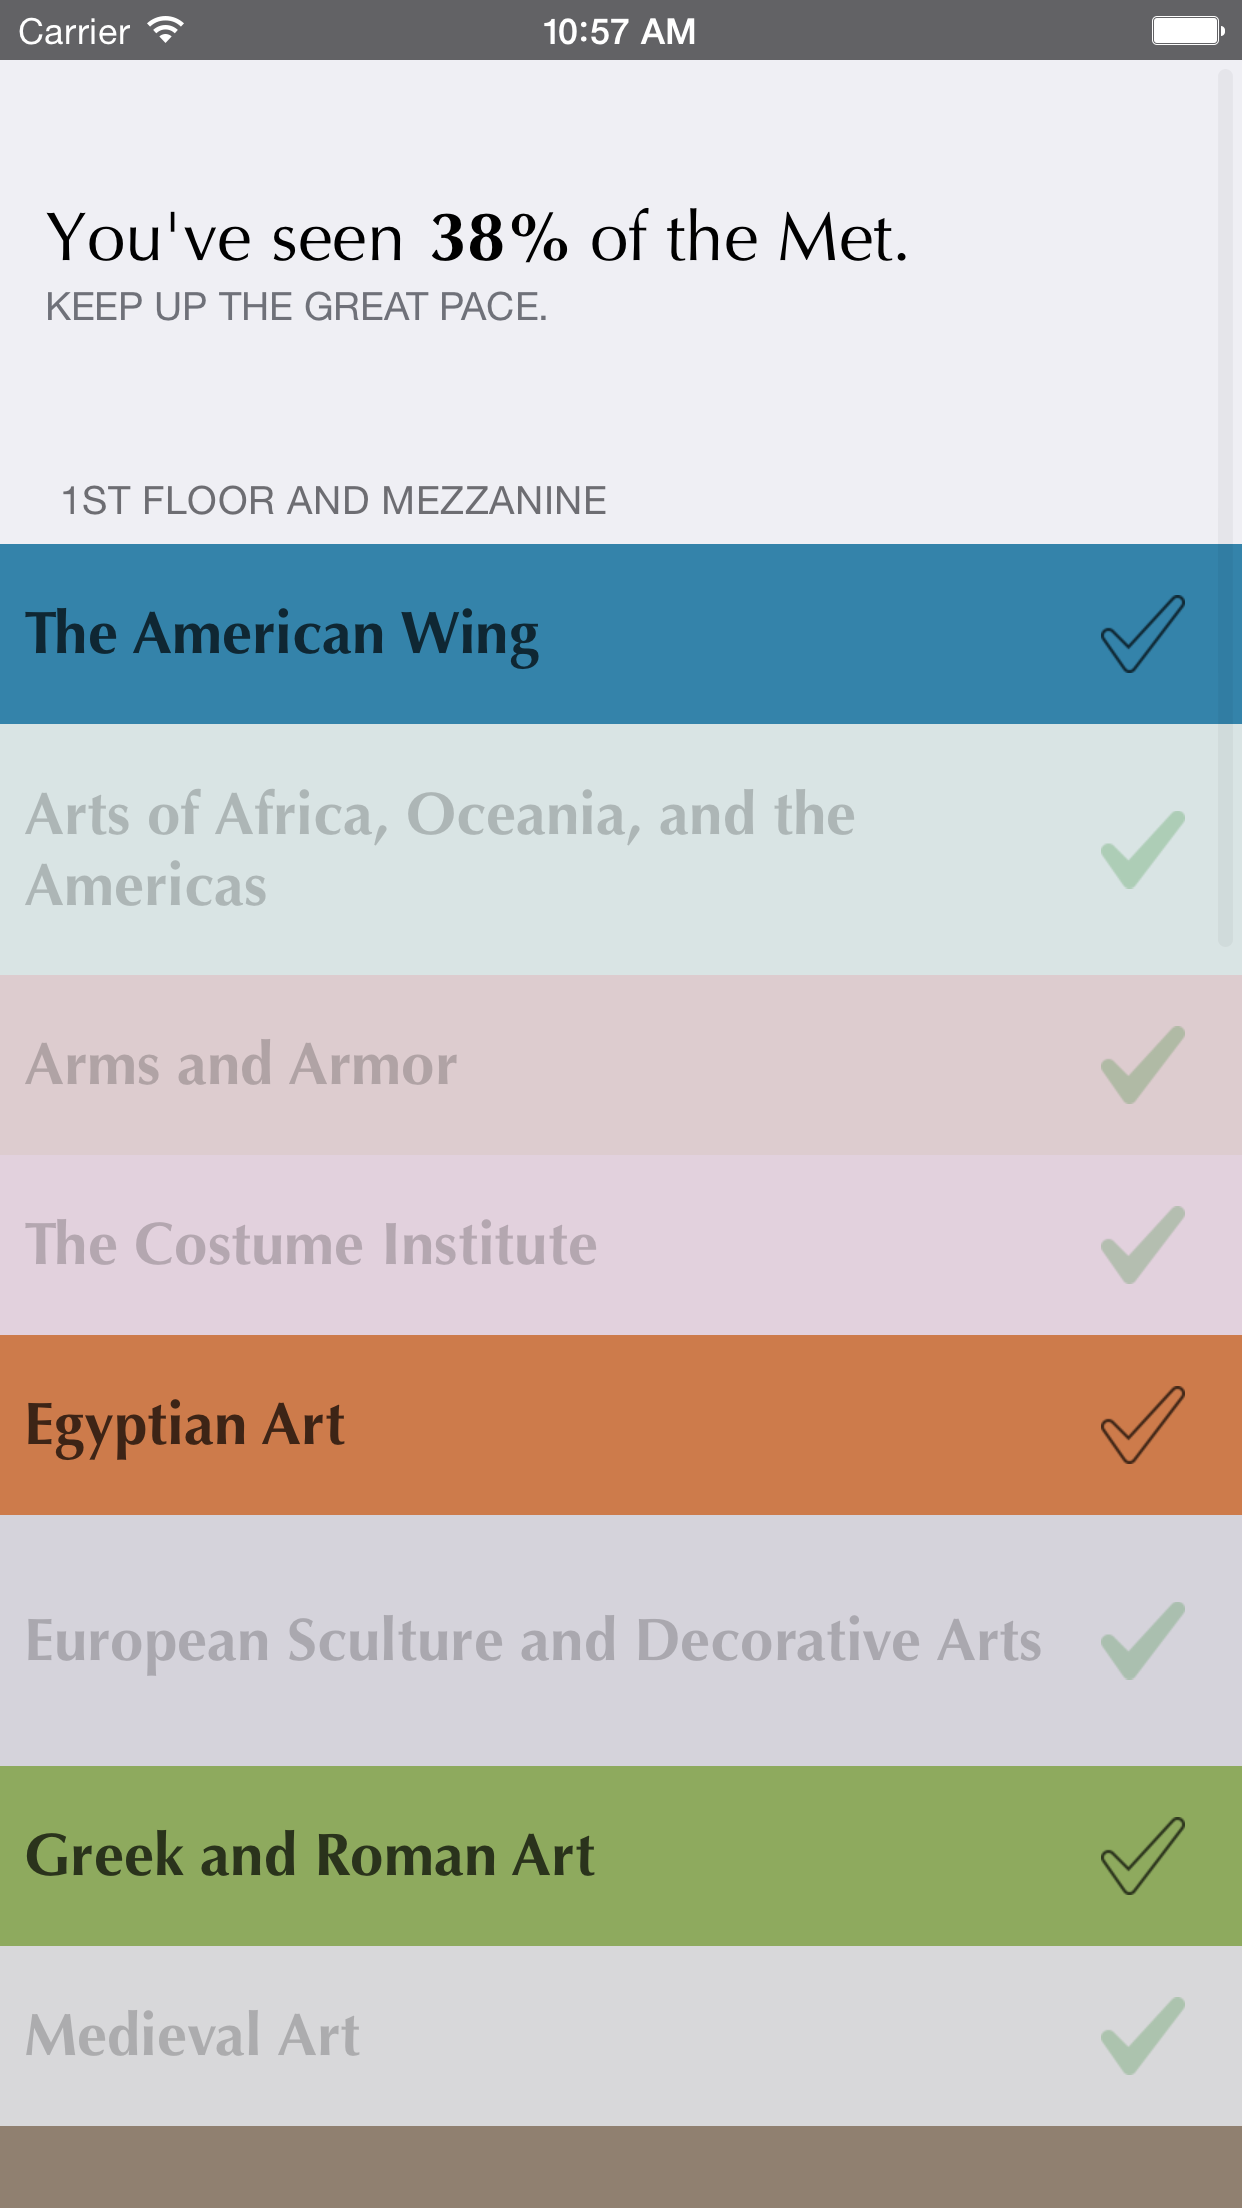 Carrier 10:57 AM
You've seen 38% of the Met.
KEEP UP THE GREAT PACE.
1ST FLOOR AND MEZZANINE
The American Wing
Arts of Africa, Oceania, and the
Americas
Arms and Armor
The Costume Institute
Egyptian Art
European Sculture and Decorative Arts
Greek and Roman Art
Medieval Art